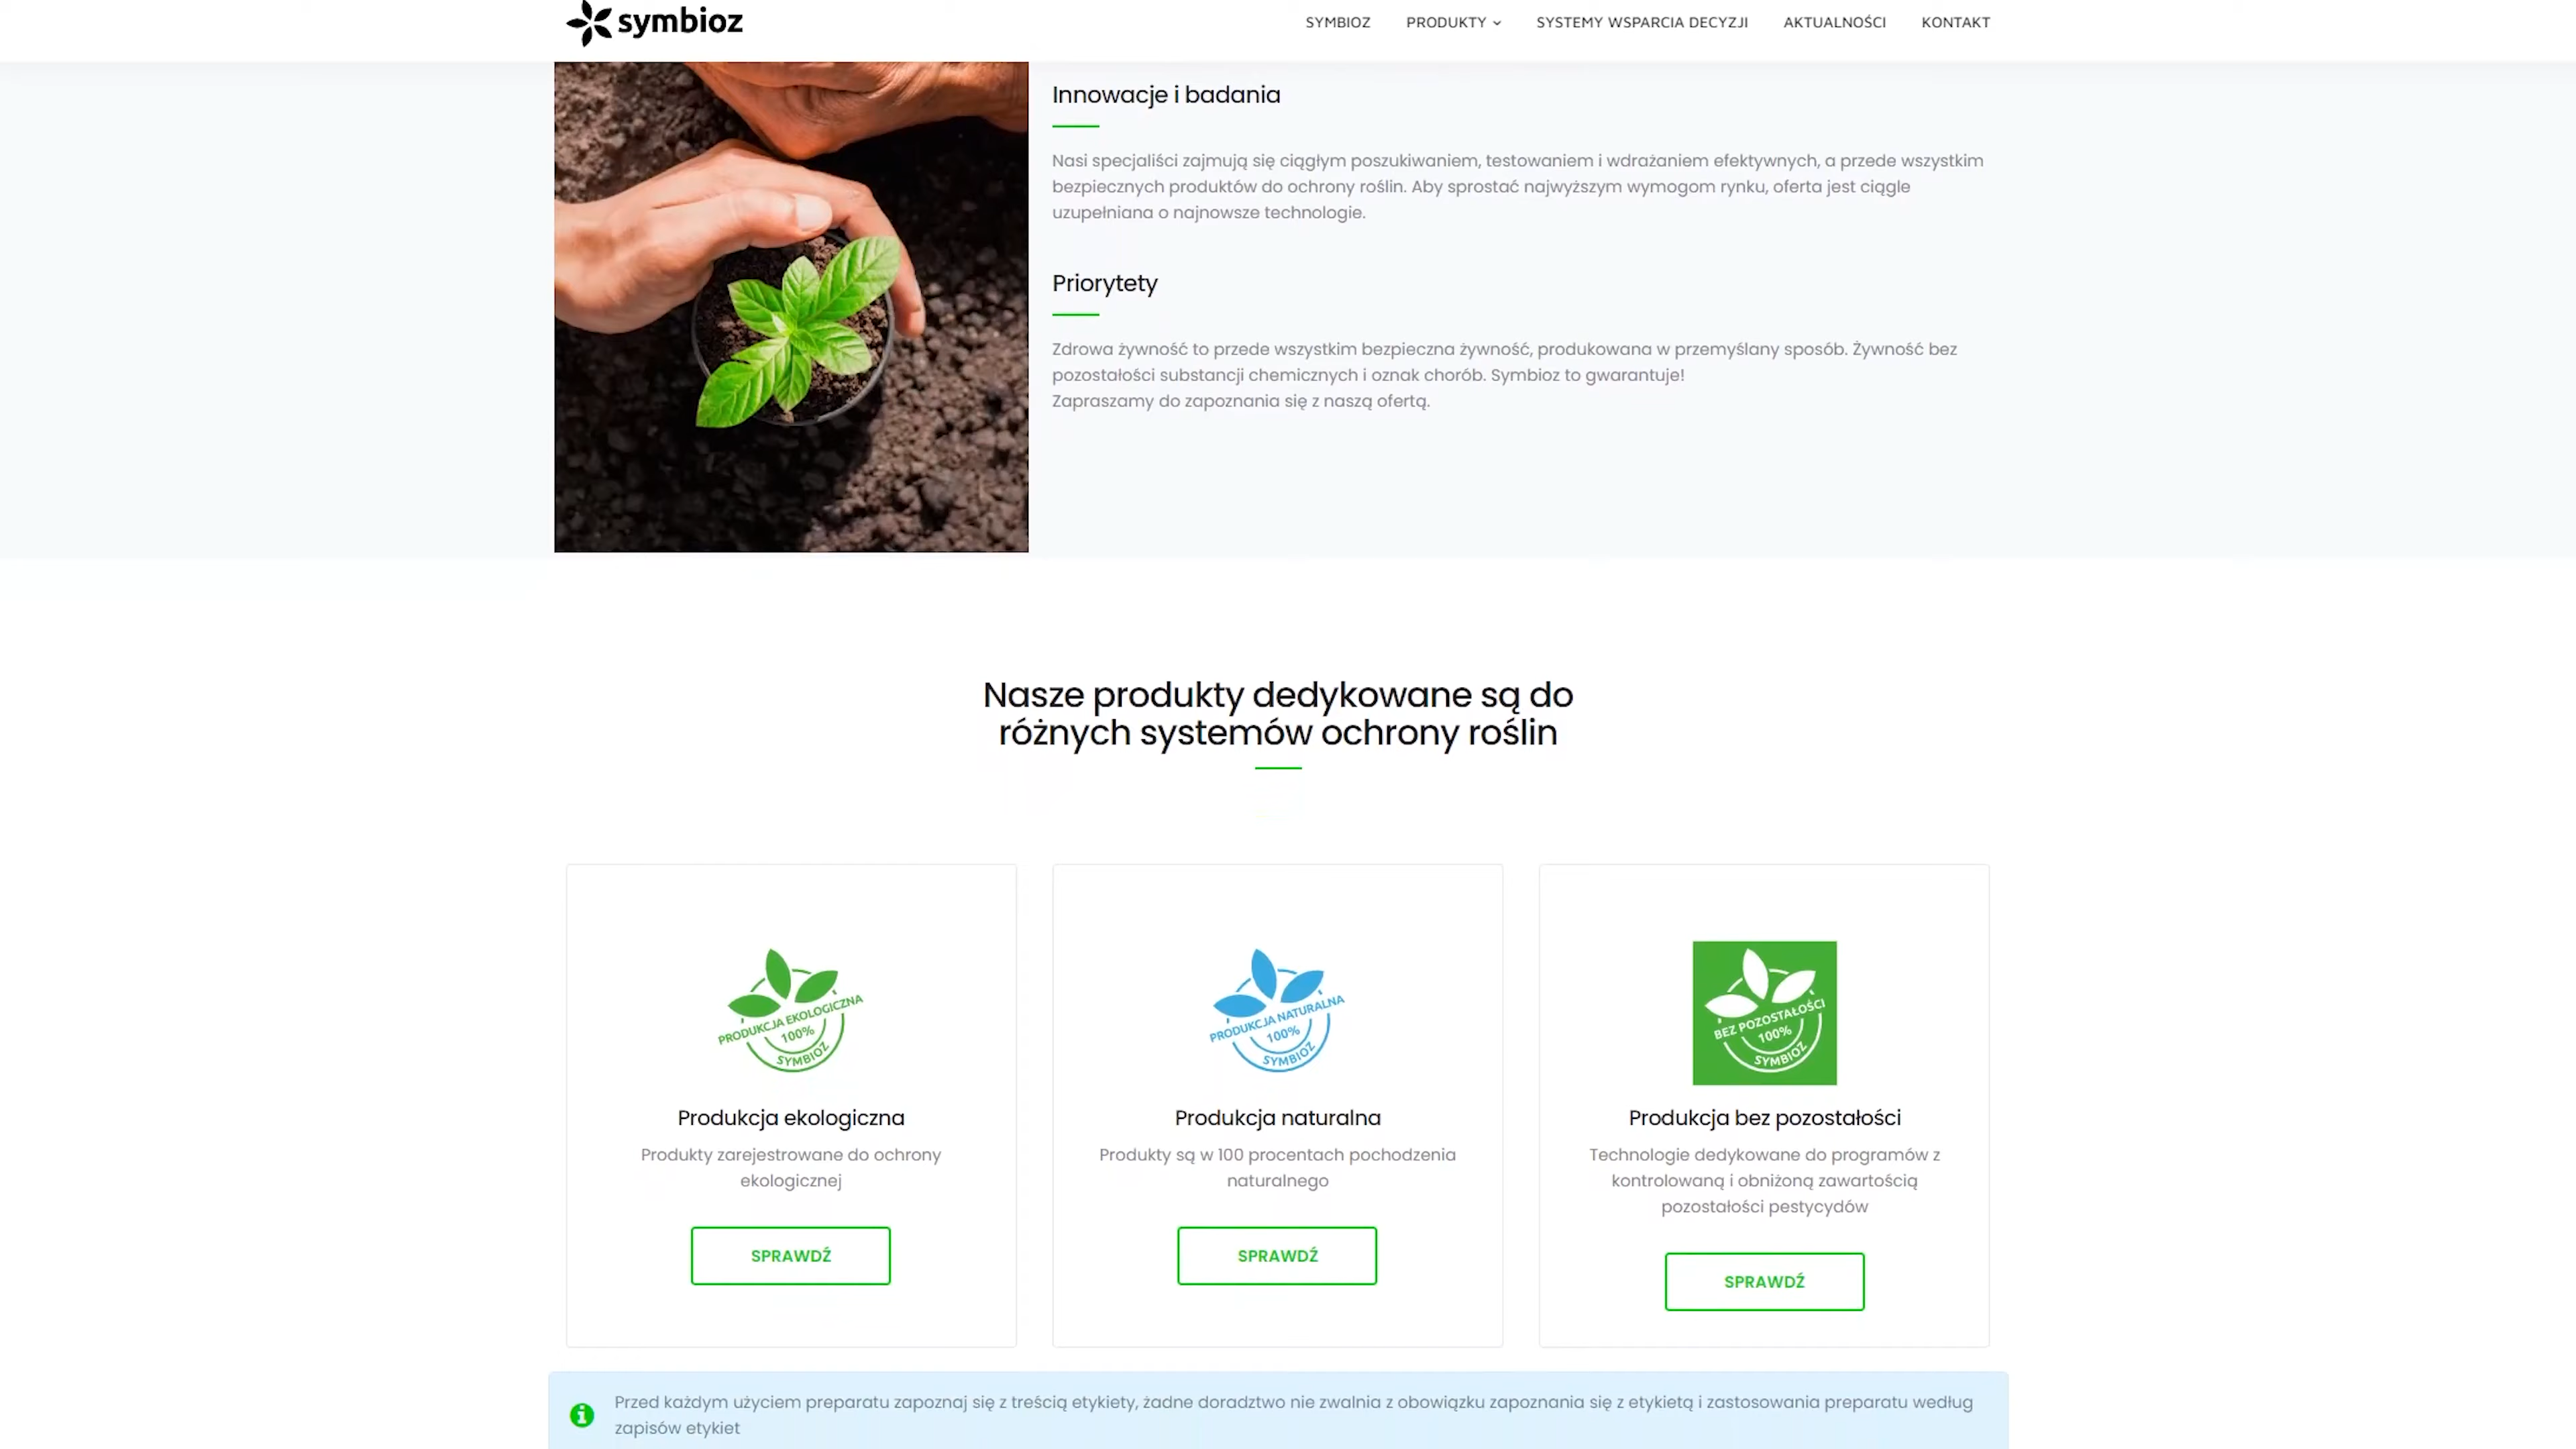 symbioz
SYMBIOZ PRODUKTY SYSTEMY WSPARCIA DECYZJI AKTUALNOŚCI KONTAKT
Innowacje i badania
Nasi specjaliści zajmują się ciągłym poszukiwaniem, testowaniem i wdrażaniem efektywnych, a przede wszystkim
bezpiecznych produktów do ochrony roślin. Aby sprostać najwyższym wymogom rynku, oferta jest ciągle
uzupełniana o najnowsze technologie.
Priorytety
Zdrowa żywność to przede wszystkim bezpieczna żywność, produkowana w przemyślany sposób. Żywność bez
pozostałości substancji chemicznych i oznak chorób. Symbioz to gwarantuje!
Zapraszamy do zapoznania się z naszą ofertą.
Nasze produkty dedykowane są do
różnych systemów ochrony roślin
PRODUKCJA EKOLOGICZNA
100%
SYMBIOZ
Produkcja ekologiczna
Produkty zarejestrowane do ochrony
ekologicznej
SPRAWDŹ
PRODUKCJA NATURALNA
100%
SYMBIOZ
Produkcja naturalna
Produkty są w 100 procentach pochodzenia
naturalnego
SPRAWDŹ
BEZ POZOSTAŁOŚCI
100%
SYMBIOZ
Produkcja bez pozostałości
Technologie dedykowane do programów z
kontrolowaną i obniżoną zawartością
pozostałości pestycydów
SPRAWDŹ
Przed każdym użyciem preparatu zapoznaj się z treścią etykiety, żadne doradztwo nie zwalnia z obowiązku zapoznania się z etykietą i zastosowania preparatu według
zapisów etykiet